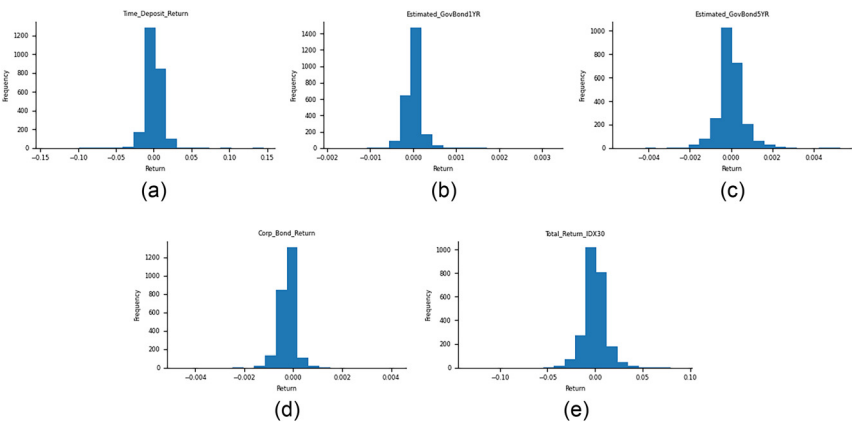 Time_Deposit_Return
Estimated_GovBond1YR
Estimated_GovBond5YR
Frequency
1200
1000
800
600
400
200
0
−0.15 −0.10 −0.05 0.00 0.05 0.10 0.15
Return
(a)
Frequency
1400
1200
1000
800
600
400
200
0
−0.002 −0.001 0.000 0.001 0.002 0.003
Return
(b)
Frequency
1000
800
600
400
200
0
−0.004 −0.002 0.000 0.002 0.004
Return
(c)
Corp_Bond_Return
Frequency
1200
1000
800
600
400
200
0
−0.004 −0.002 0.000 0.002 0.004
Return
(d)
Total_Return_IDX30
Frequency
1000
800
600
400
200
0
−0.10 −0.05 0.00 0.05 0.10
Return
(e)